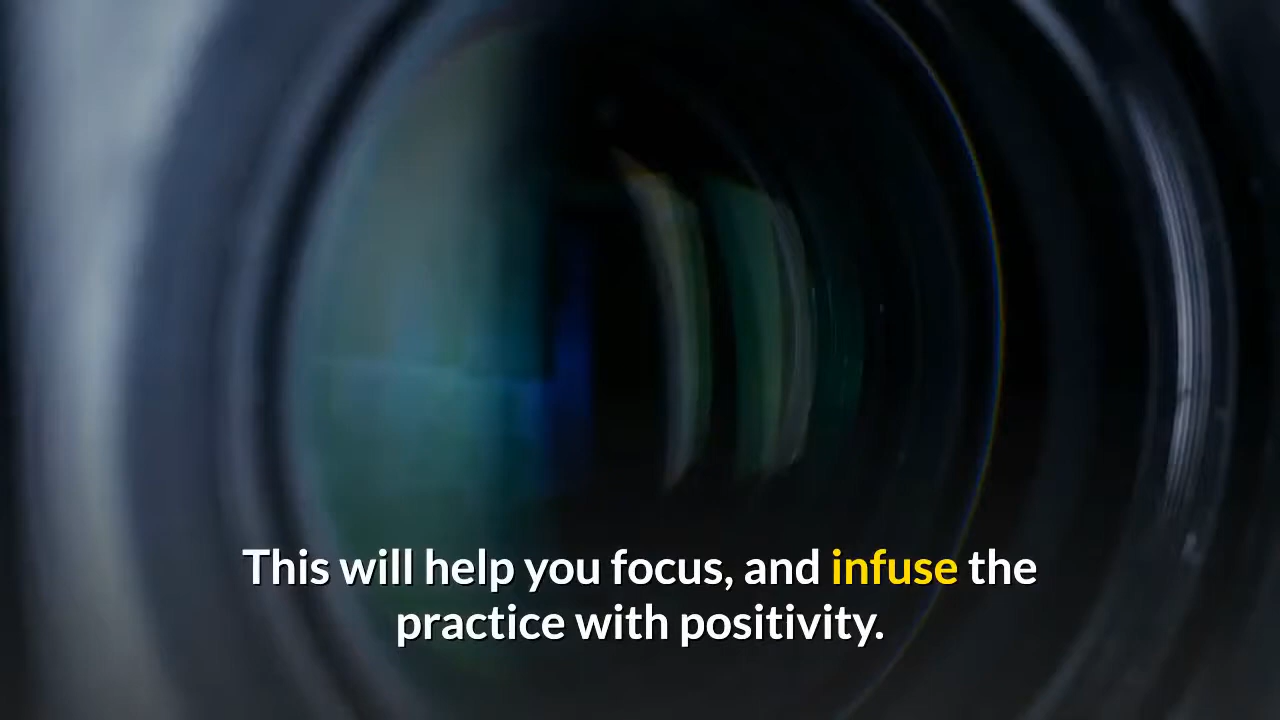 This will help you focus, and infuse the
practice with positivity.